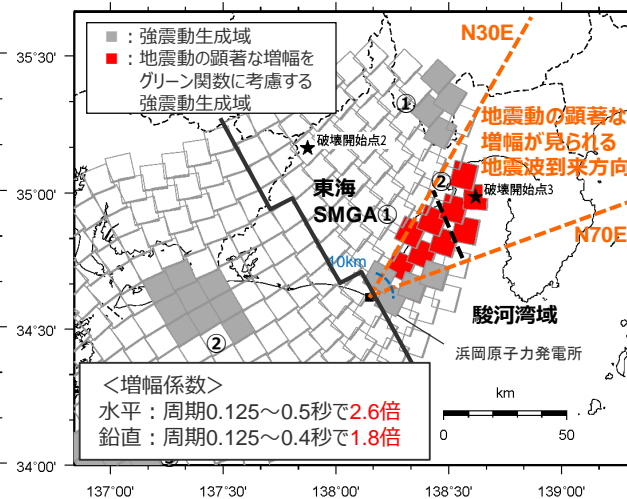 ■：強震動生成域
■：地震動の顕著な増幅を
グリーン関数に考慮する
強震動生成域
N30E
地震動の顕著な
増幅が見られる
地震波到来方向
N70E
①
破壊開始点2
②
破壊開始点3
東海
SMGA①
10km
駿河湾域
浜岡原子力発電所
②
＜増幅係数＞
水平：周期0.125～0.5秒で2.6倍
鉛直：周期0.125～0.4秒で1.8倍
km
0 50
35°30'
35°00'
34°30'
34°00'
137°00' 137°30' 138°00' 138°30' 139°00'